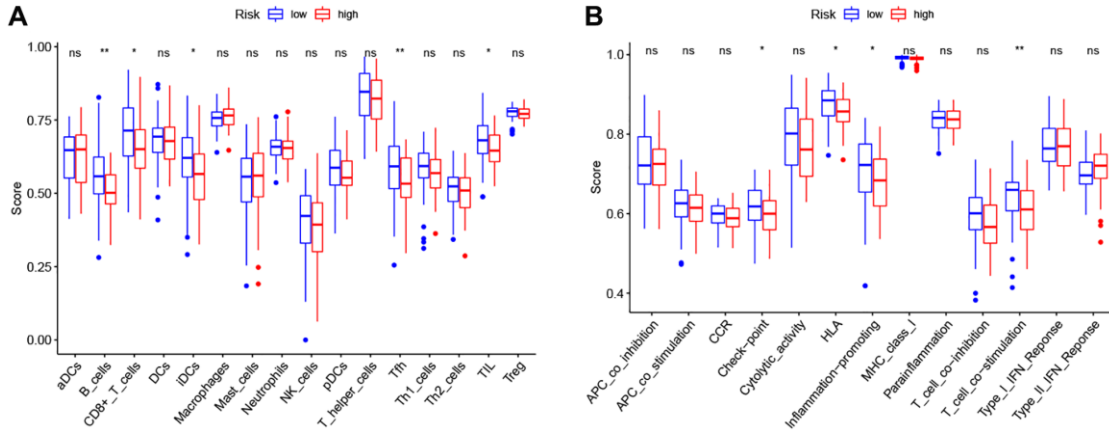 A
Risk low high
ns ** * ns * ns ns ns ns ns ns ** ns ns * ns
1.00
0.75
0.50
0.25
0.00
Score
aDCs
B_cells
CD8+_T_cells
DCs
iDCs
Macrophages
Mast_cells
Neutrophils
NK_cells
pDCs
T_helper_cells
Tfh
Th1_cells
Th2_cells
TIL
Treg
B
Risk low high
ns ns ns * ns * * ns ns ns ** ns ns
1.0
0.8
0.6
0.4
Score
APC_co_inhibition
APC_co_stimulation
CCR
Check-point
Cytolytic_activity
HLA
Inflammation-promoting
MHC_class_I
Parainflammation
T_cell_co-inhibition
T_cell_co-stimulation
Type_I_IFN_Reponse
Type_II_IFN_Reponse